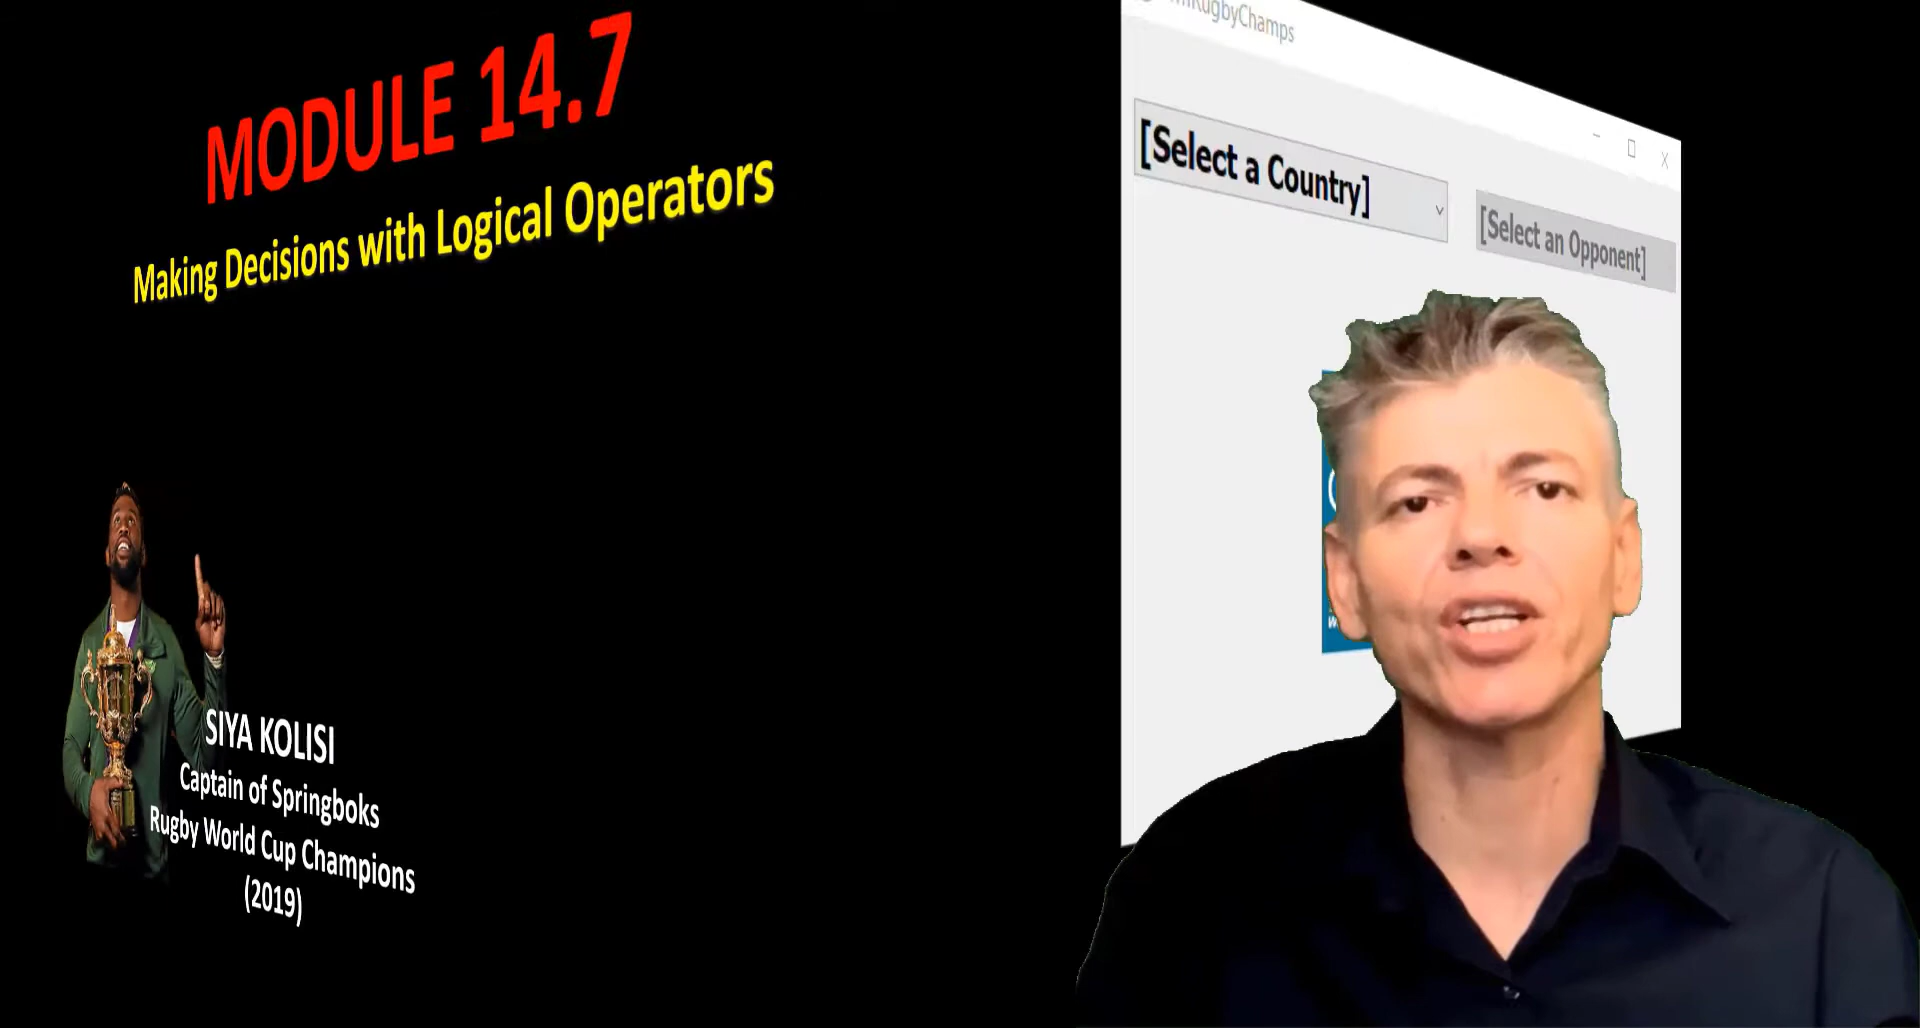 MODULE 14.7
Making Decisions with Logical Operators
RugbyChamps
[Select a Country]
[Select an Opponent]
SIYA KOLISI
Captain of Springboks
Rugby World Cup Champions
(2019)